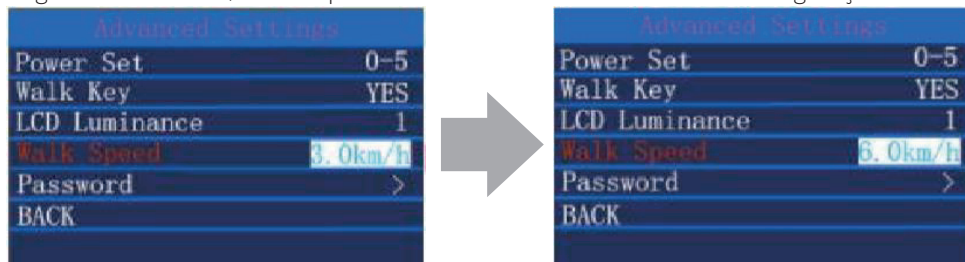 Advanced Settings
Power Set 0-5
Walk Key YES
LCD Luminance 1
Walk Speed 3.0km/h
Password >
BACK
Advanced Settings
Power Set 0-5
Walk Key YES
LCD Luminance 1
Walk Speed 6.0km/h
Password >
BACK